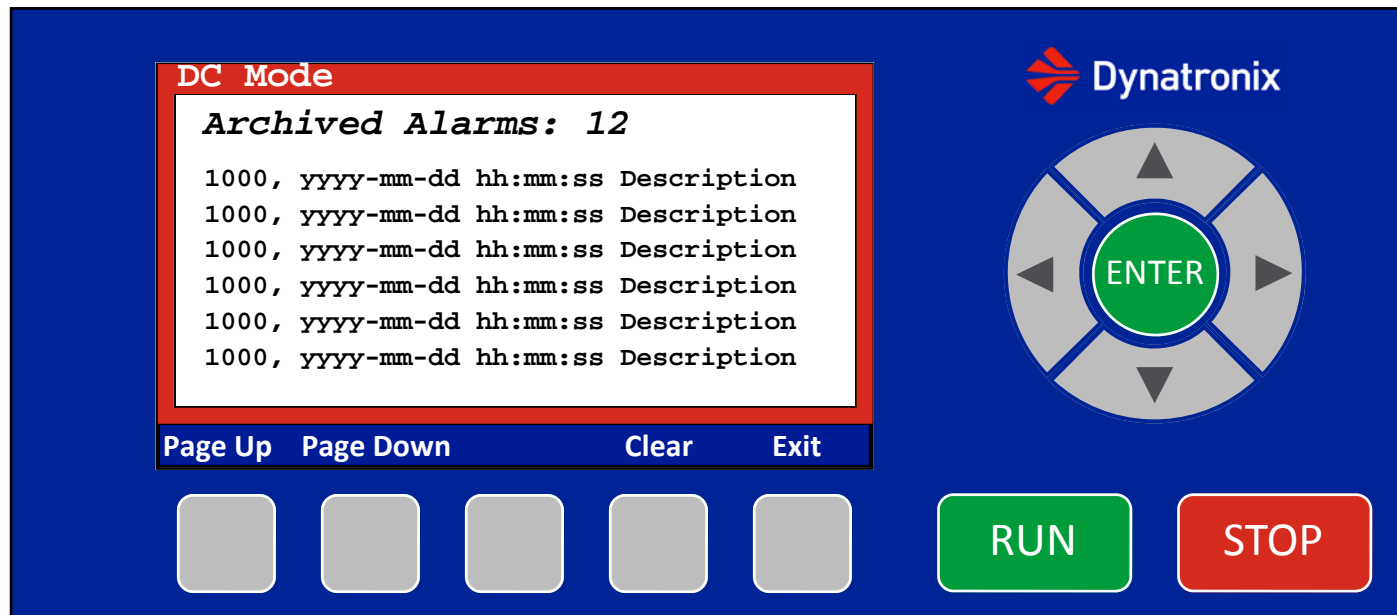 DC Mode
Dynatronix
Archived Alarms: 12
1000, yyyy-mm-dd hh:mm:ss Description
1000, yyyy-mm-dd hh:mm:ss Description
1000, yyyy-mm-dd hh:mm:ss Description
1000, yyyy-mm-dd hh:mm:ss Description
1000, yyyy-mm-dd hh:mm:ss Description
1000, yyyy-mm-dd hh:mm:ss Description
ENTER
Page Up Page Down Clear Exit
RUN STOP